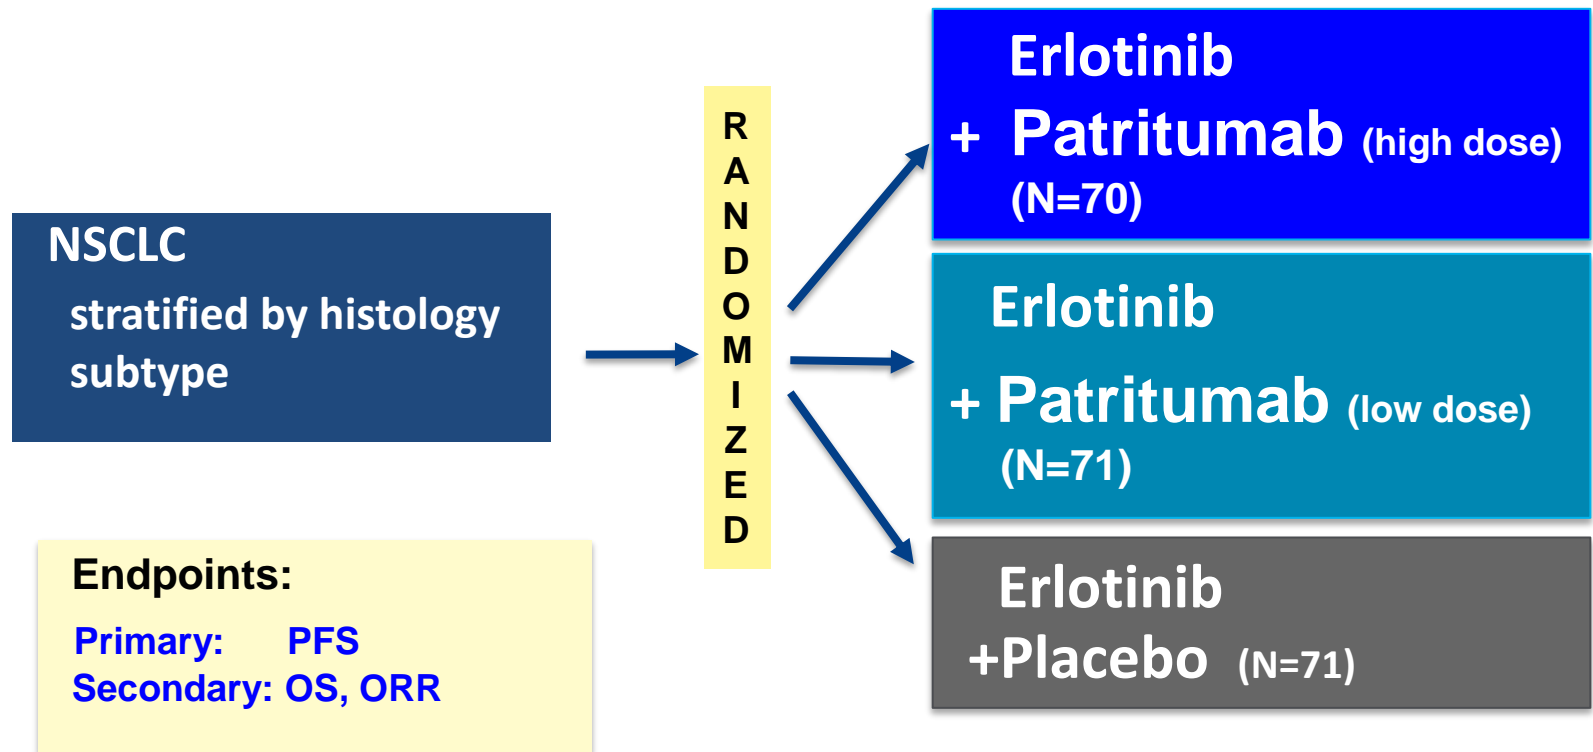 NSCLC
stratified by histology
subtype
Endpoints:
Primary: PFS
Secondary: OS, ORR
R
A
N
D
O
M
I
Z
E
D
Erlotinib
+ Patritumab (high dose)
(N=70)
Erlotinib
+ Patritumab (low dose)
(N=71)
Erlotinib
+Placebo (N=71)